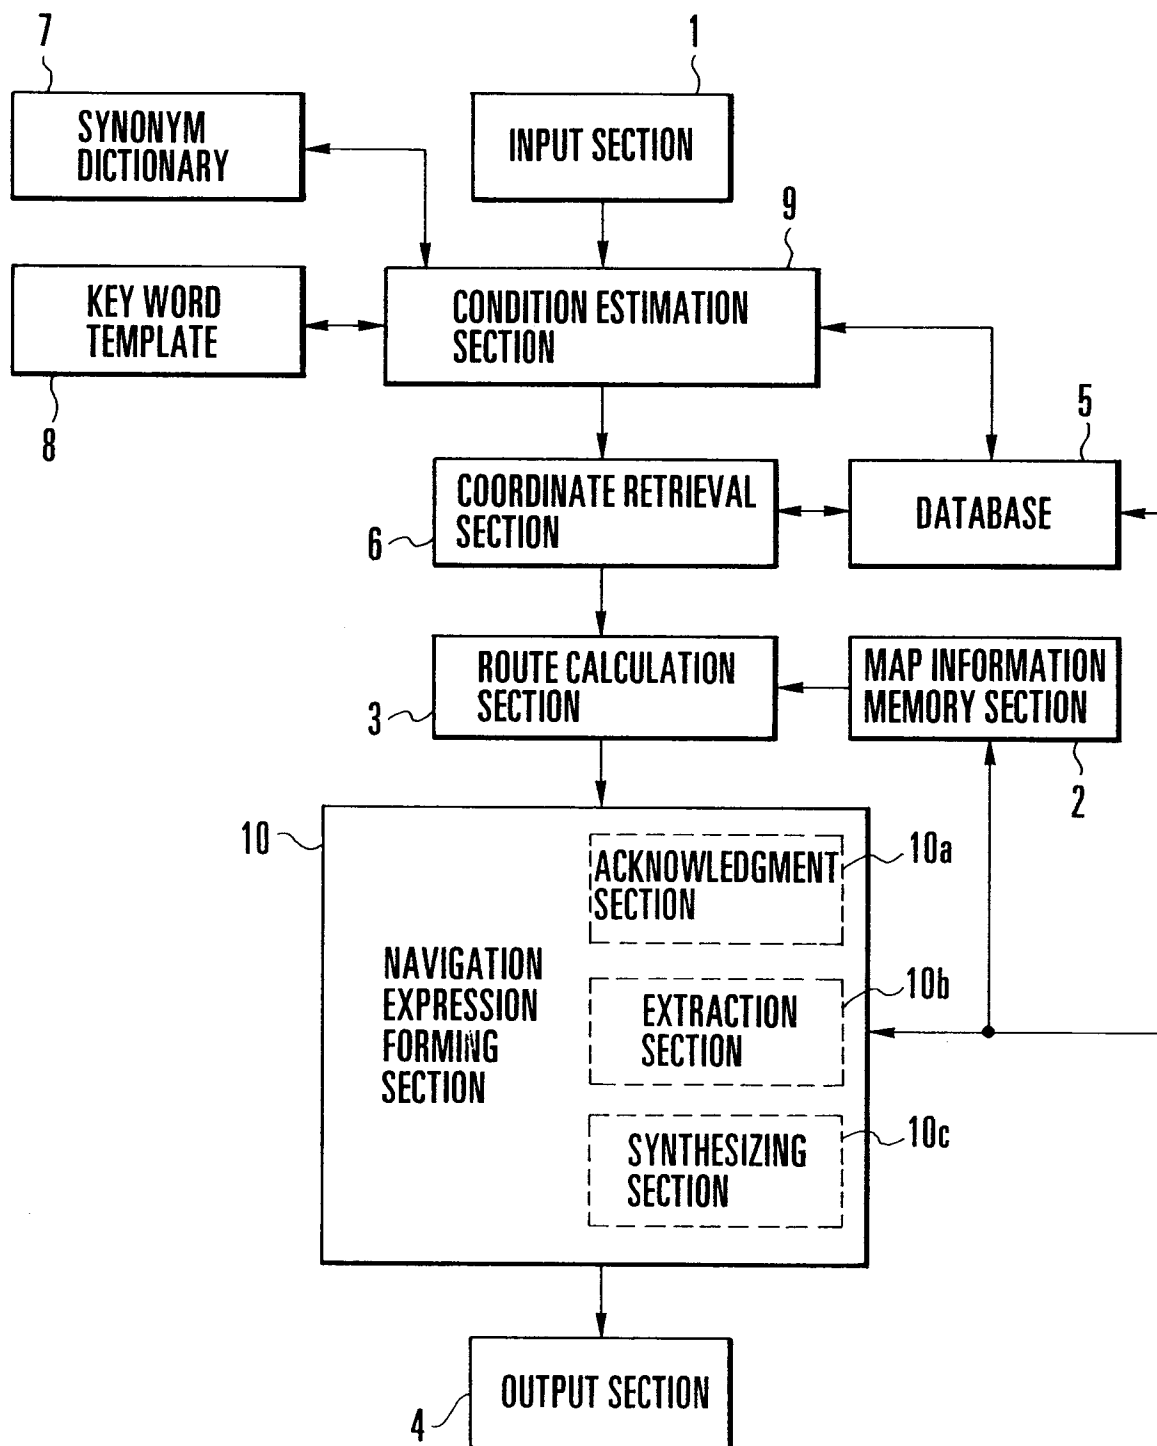 7
1
SYNONYM
DICTIONARY
INPUT SECTION
9
KEY WORD
TEMPLATE
CONDITION ESTIMATION
SECTION
8
5
COORDINATE RETRIEVAL
SECTION
DATABASE
6
ROUTE CALCULATION
SECTION
MAP INFORMATION
MEMORY SECTION
3
2
10
ACKNOWLEDGMENT
SECTION
10a
NAVIGATION
EXPRESSION
FORMING
SECTION
EXTRACTION
SECTION
10b
SYNTHESIZING
SECTION
10c
OUTPUT SECTION
4